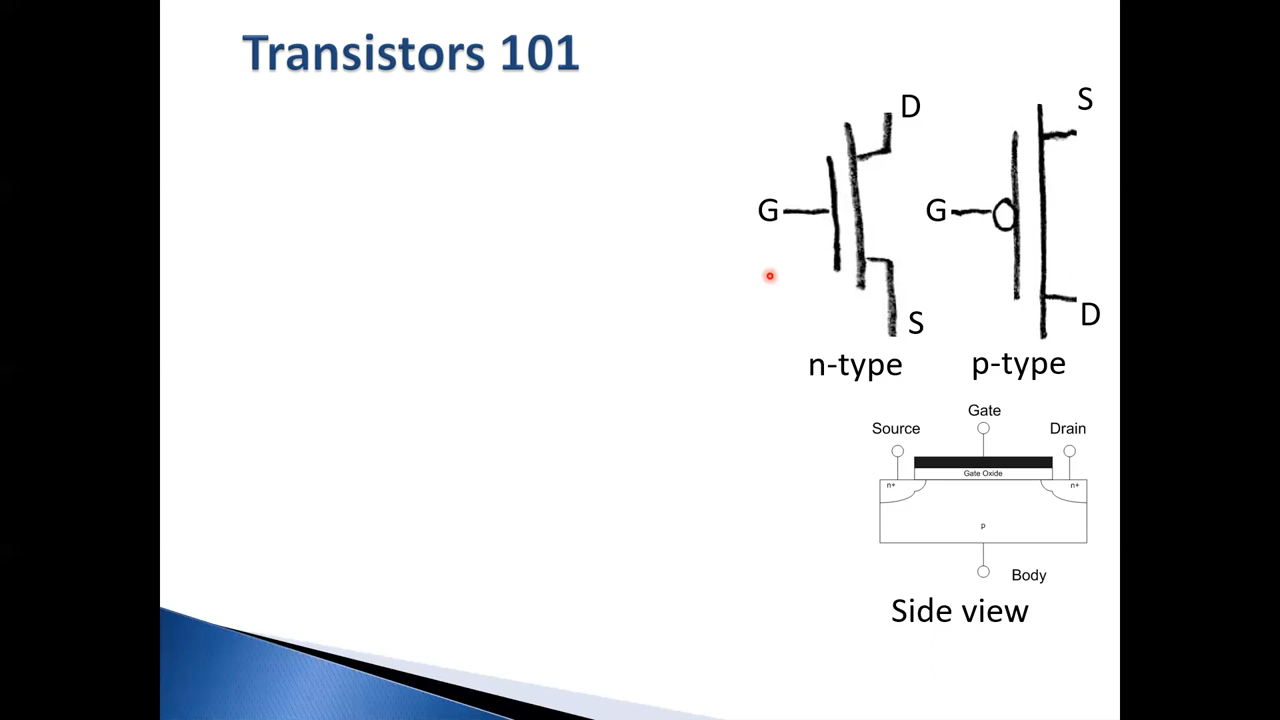 Transistors 101
D
S
G
G
S
D
n-type
p-type
Gate
Source
Drain
Gate Oxide
n+
n+
p
Body
Side view